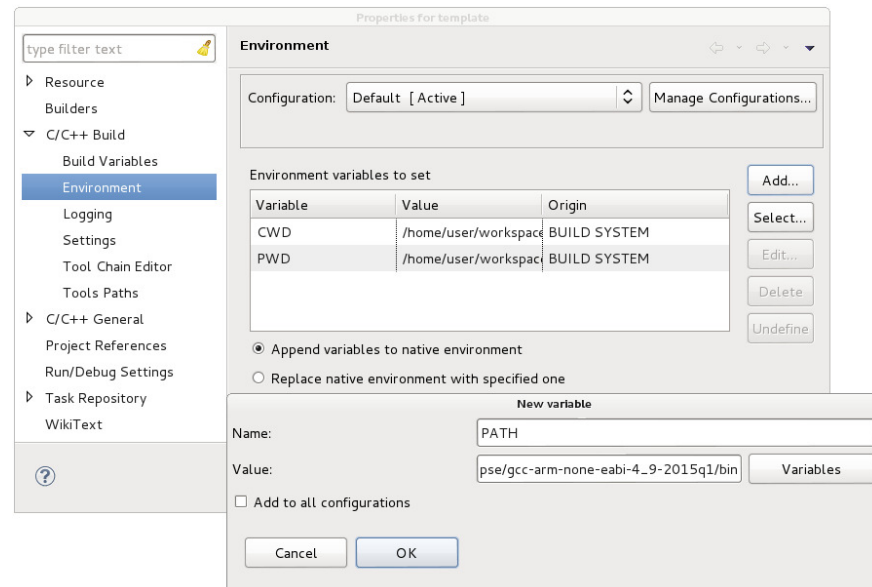 Properties for template
type filter text
Resource
Builders
C/C++ Build
Build Variables
Environment
Logging
Settings
Tool Chain Editor
Tools Paths
C/C++ General
Project References
Run/Debug Settings
Task Repository
WikiText
Environment
Configuration: Default [ Active ] Manage Configurations...
Environment variables to set
Variable Value Origin
CWD /home/user/workspace BUILD SYSTEM
PWD /home/user/workspac BUILD SYSTEM
Add...
Select...
Edit...
Delete
Undefine
Append variables to native environment
Replace native environment with specified one
New variable
Name: PATH
Value: pse/gcc-arm-none-eabi-4_9-2015q1/bin Variables
Add to all configurations
Cancel OK